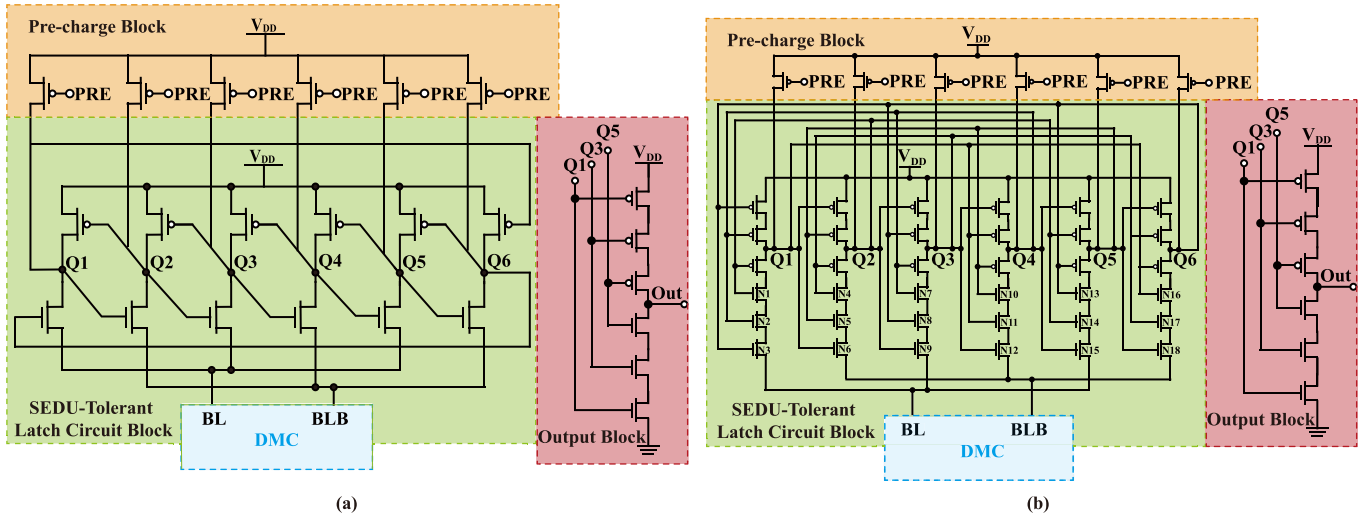 Pre-charge Block
VDD
PRE PRE PRE PRE PRE PRE
VDD
Q1 Q2 Q3 Q4 Q5 Q6
SEDU-Tolerant
Latch Circuit Block
BL BLB
DMC
Q5
Q3
Q1
VDD
Out
Output Block
(a)
Pre-charge Block
VDD
PRE PRE PRE PRE PRE PRE
VDD
Q1 Q2 Q3 Q4 Q5 Q6
N1 N4 N7 N10 N13 N16
N2 N5 N8 N11 N14 N17
N3 N6 N9 N12 N15 N18
SEDU-Tolerant
Latch Circuit Block
BL BLB
DMC
Q5
Q3
Q1
VDD
Out
Output Block
(b)